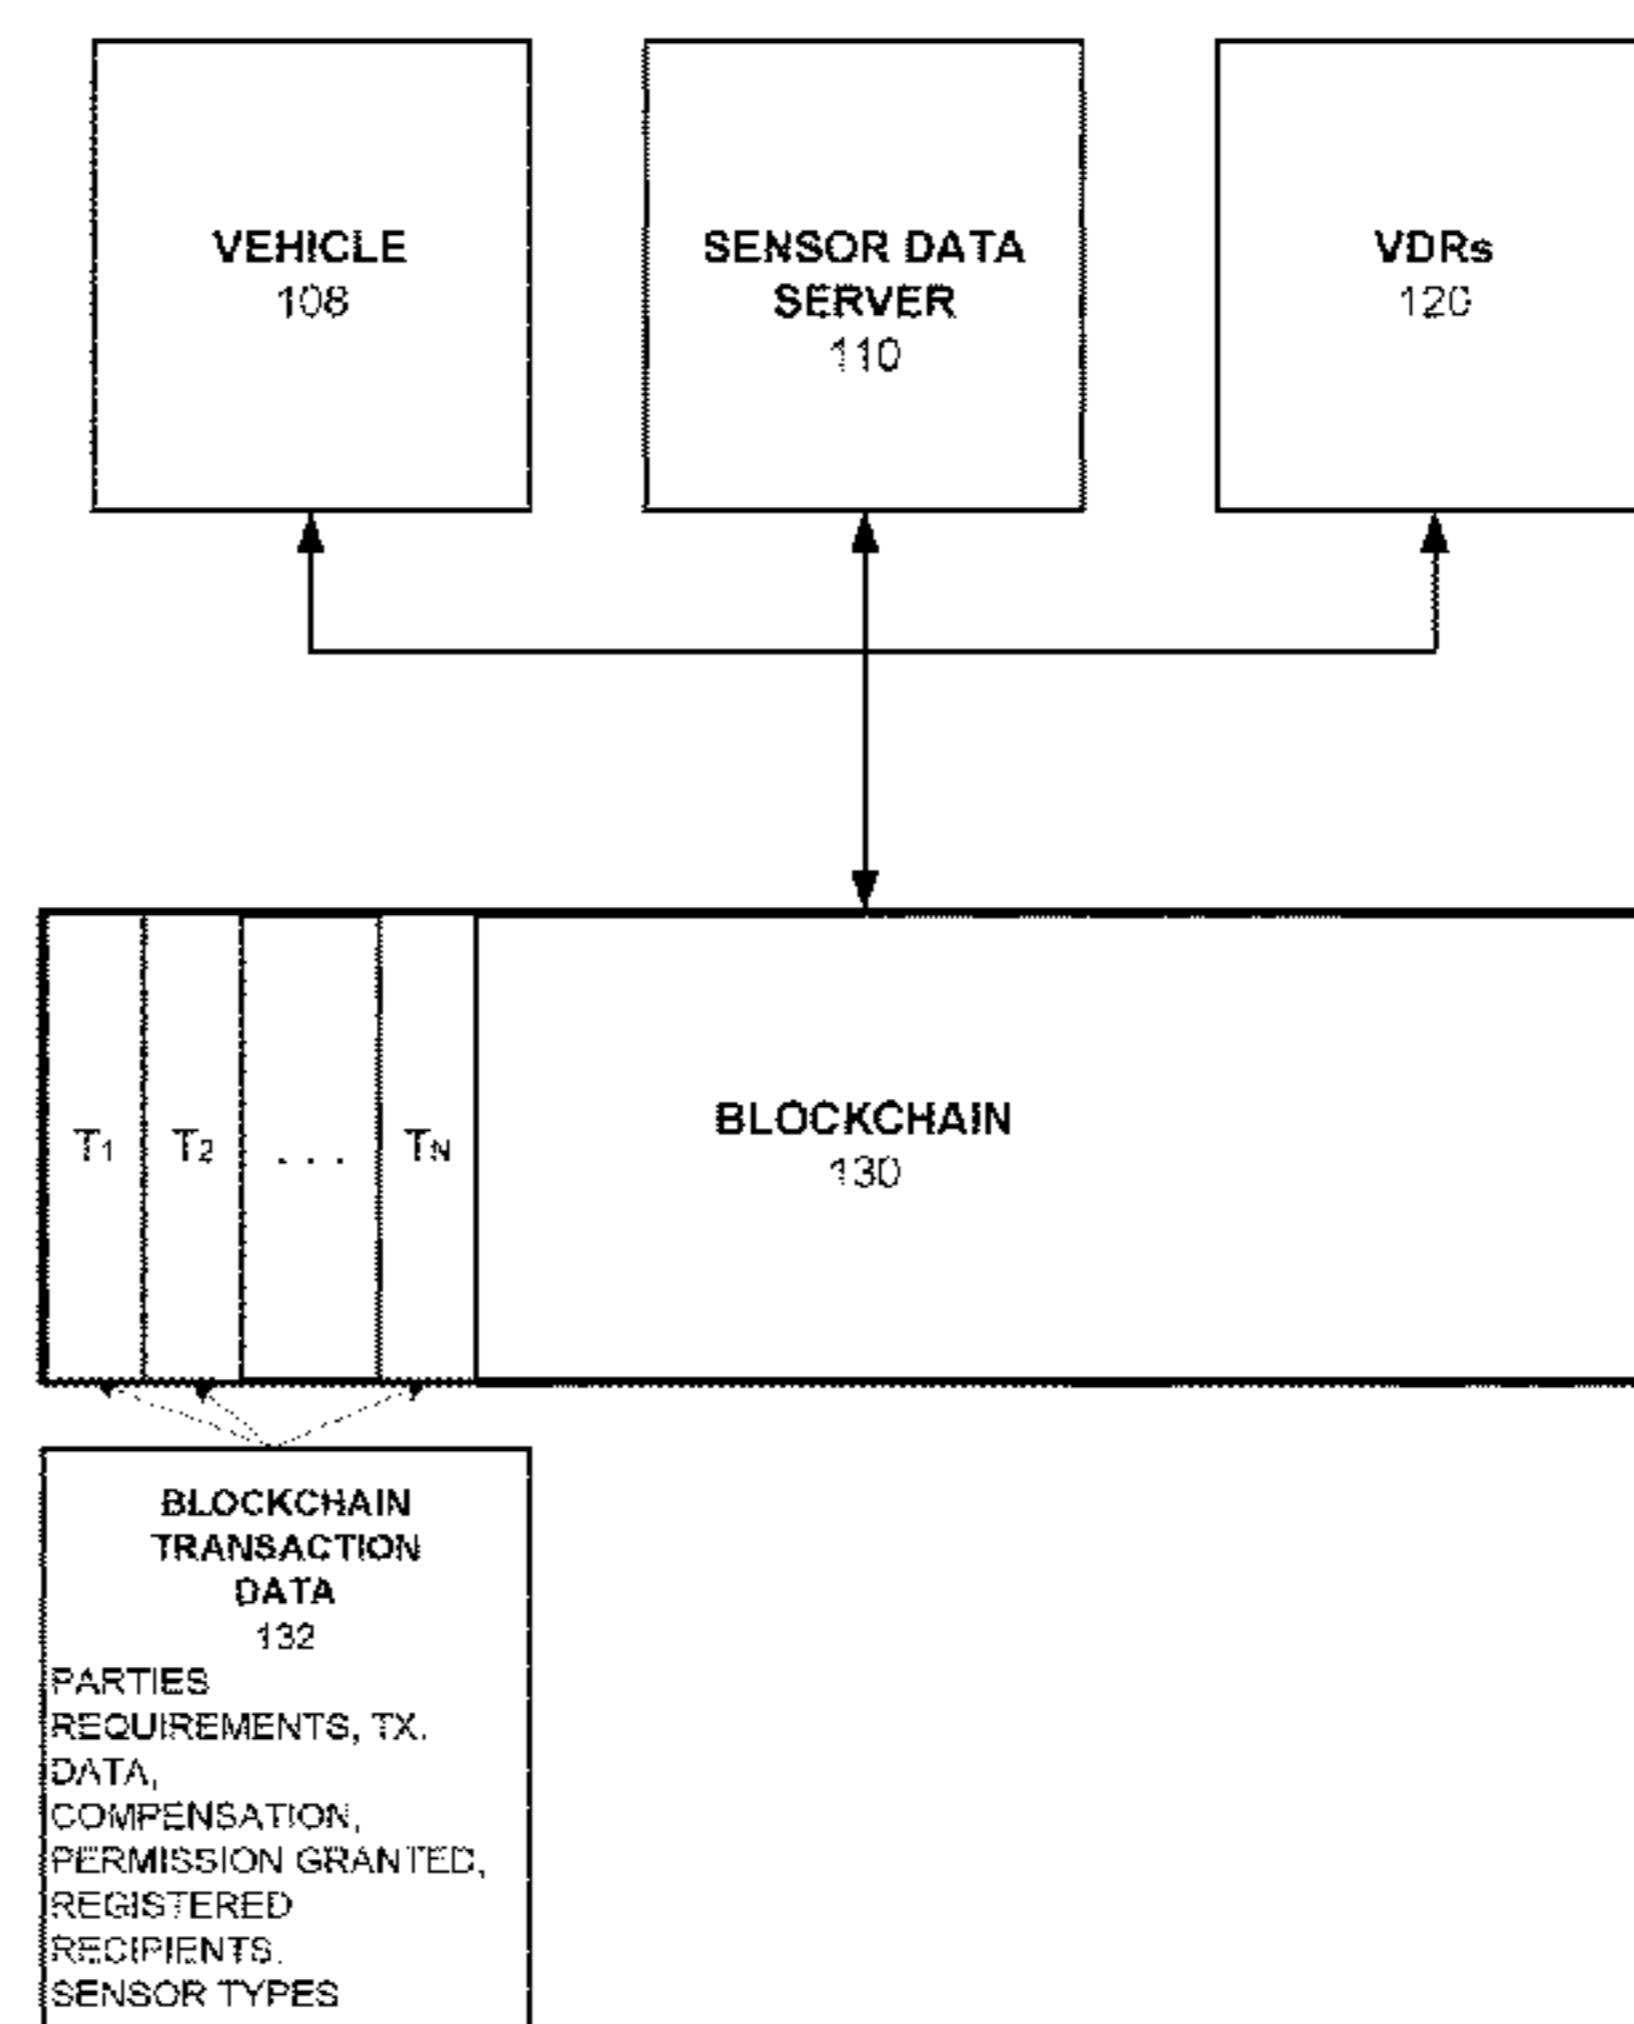 VEHICLE
108
SENSOR DATA
SERVER
110
VDRs
120
T1
T2
. . .
TN
BLOCKCHAIN
130
BLOCKCHAIN
TRANSACTION
DATA
132
PARTIES
REQUIREMENTS, TX.
DATA,
COMPENSATION,
PERMISSION GRANTED,
REGISTERED
RECIPIENTS,
SENSOR TYPES